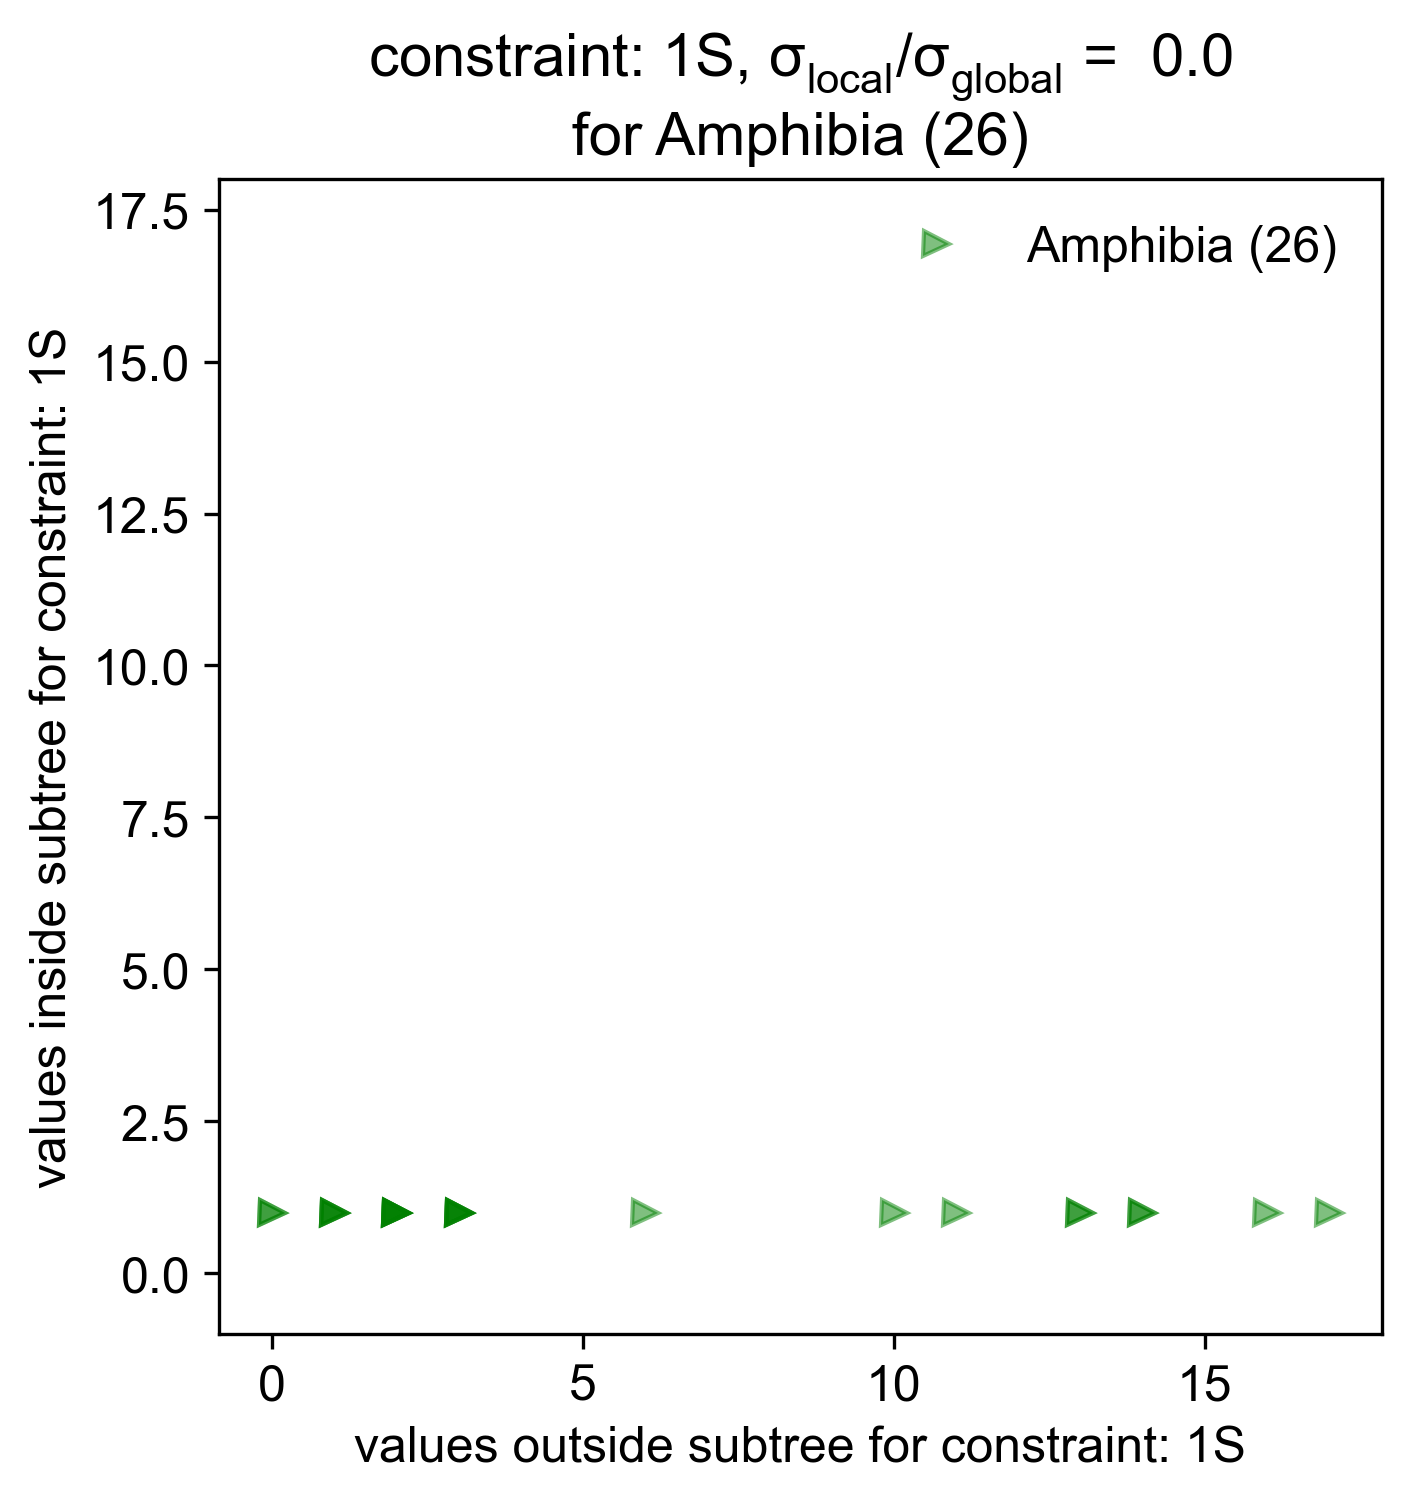 constraint: 1S, σlocal/σglobal = 0.0
for Amphibia (26)
17.5
15.0
12.5
10.0
7.5
5.0
2.5
0.0
Amphibia (26)
values inside subtree for constraint: 1S
0 5 10 15
values outside subtree for constraint: 1S